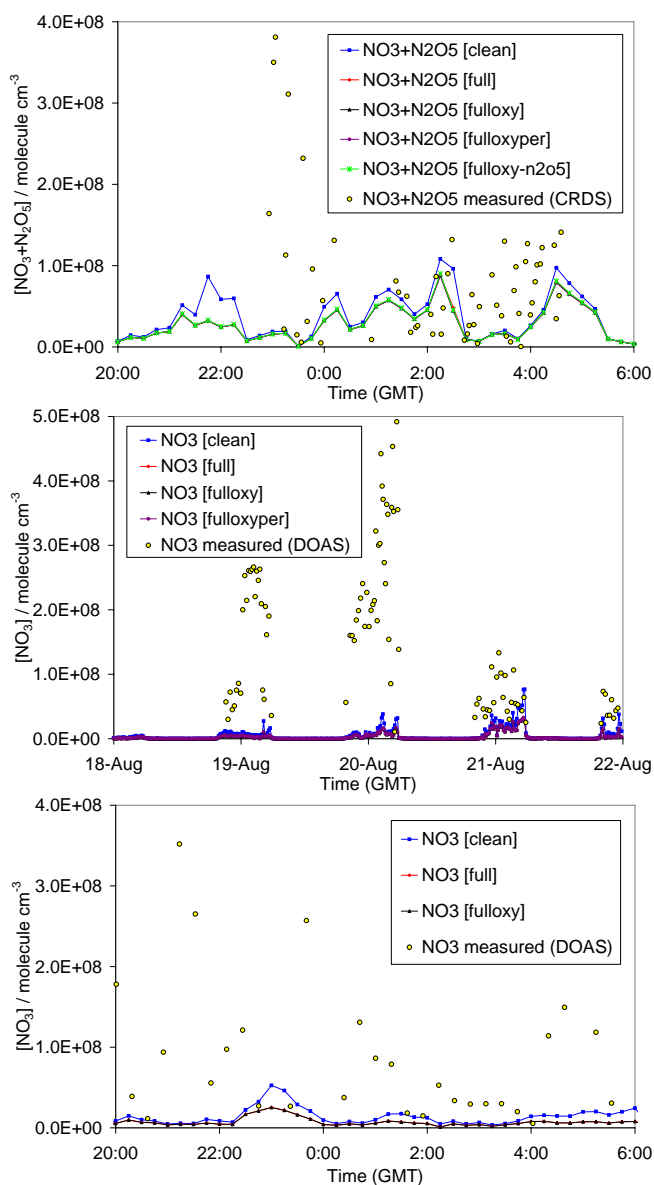 4.0E+08
3.0E+08
2.0E+08
1.0E+08
0.0E+00
[NO3+N2O5] / molecule cm-3
NO3+N2O5 [clean]
NO3+N2O5 [full]
NO3+N2O5 [fulloxy]
NO3+N2O5 [fulloxyper]
NO3+N2O5 [fulloxy-n2o5]
NO3+N2O5 measured (CRDS)
20:00 22:00 0:00 2:00 4:00 6:00
Time (GMT)
5.0E+08
4.0E+08
3.0E+08
2.0E+08
1.0E+08
0.0E+00
[NO3] / molecule cm-3
NO3 [clean]
NO3 [full]
NO3 [fulloxy]
NO3 [fulloxyper]
NO3 measured (DOAS)
18-Aug 19-Aug 20-Aug 21-Aug 22-Aug
Time (GMT)
4.0E+08
3.0E+08
2.0E+08
1.0E+08
0.0E+00
[NO3] / molecule cm-3
NO3 [clean]
NO3 [full]
NO3 [fulloxy]
NO3 measured (DOAS)
20:00 22:00 0:00 2:00 4:00 6:00
Time (GMT)